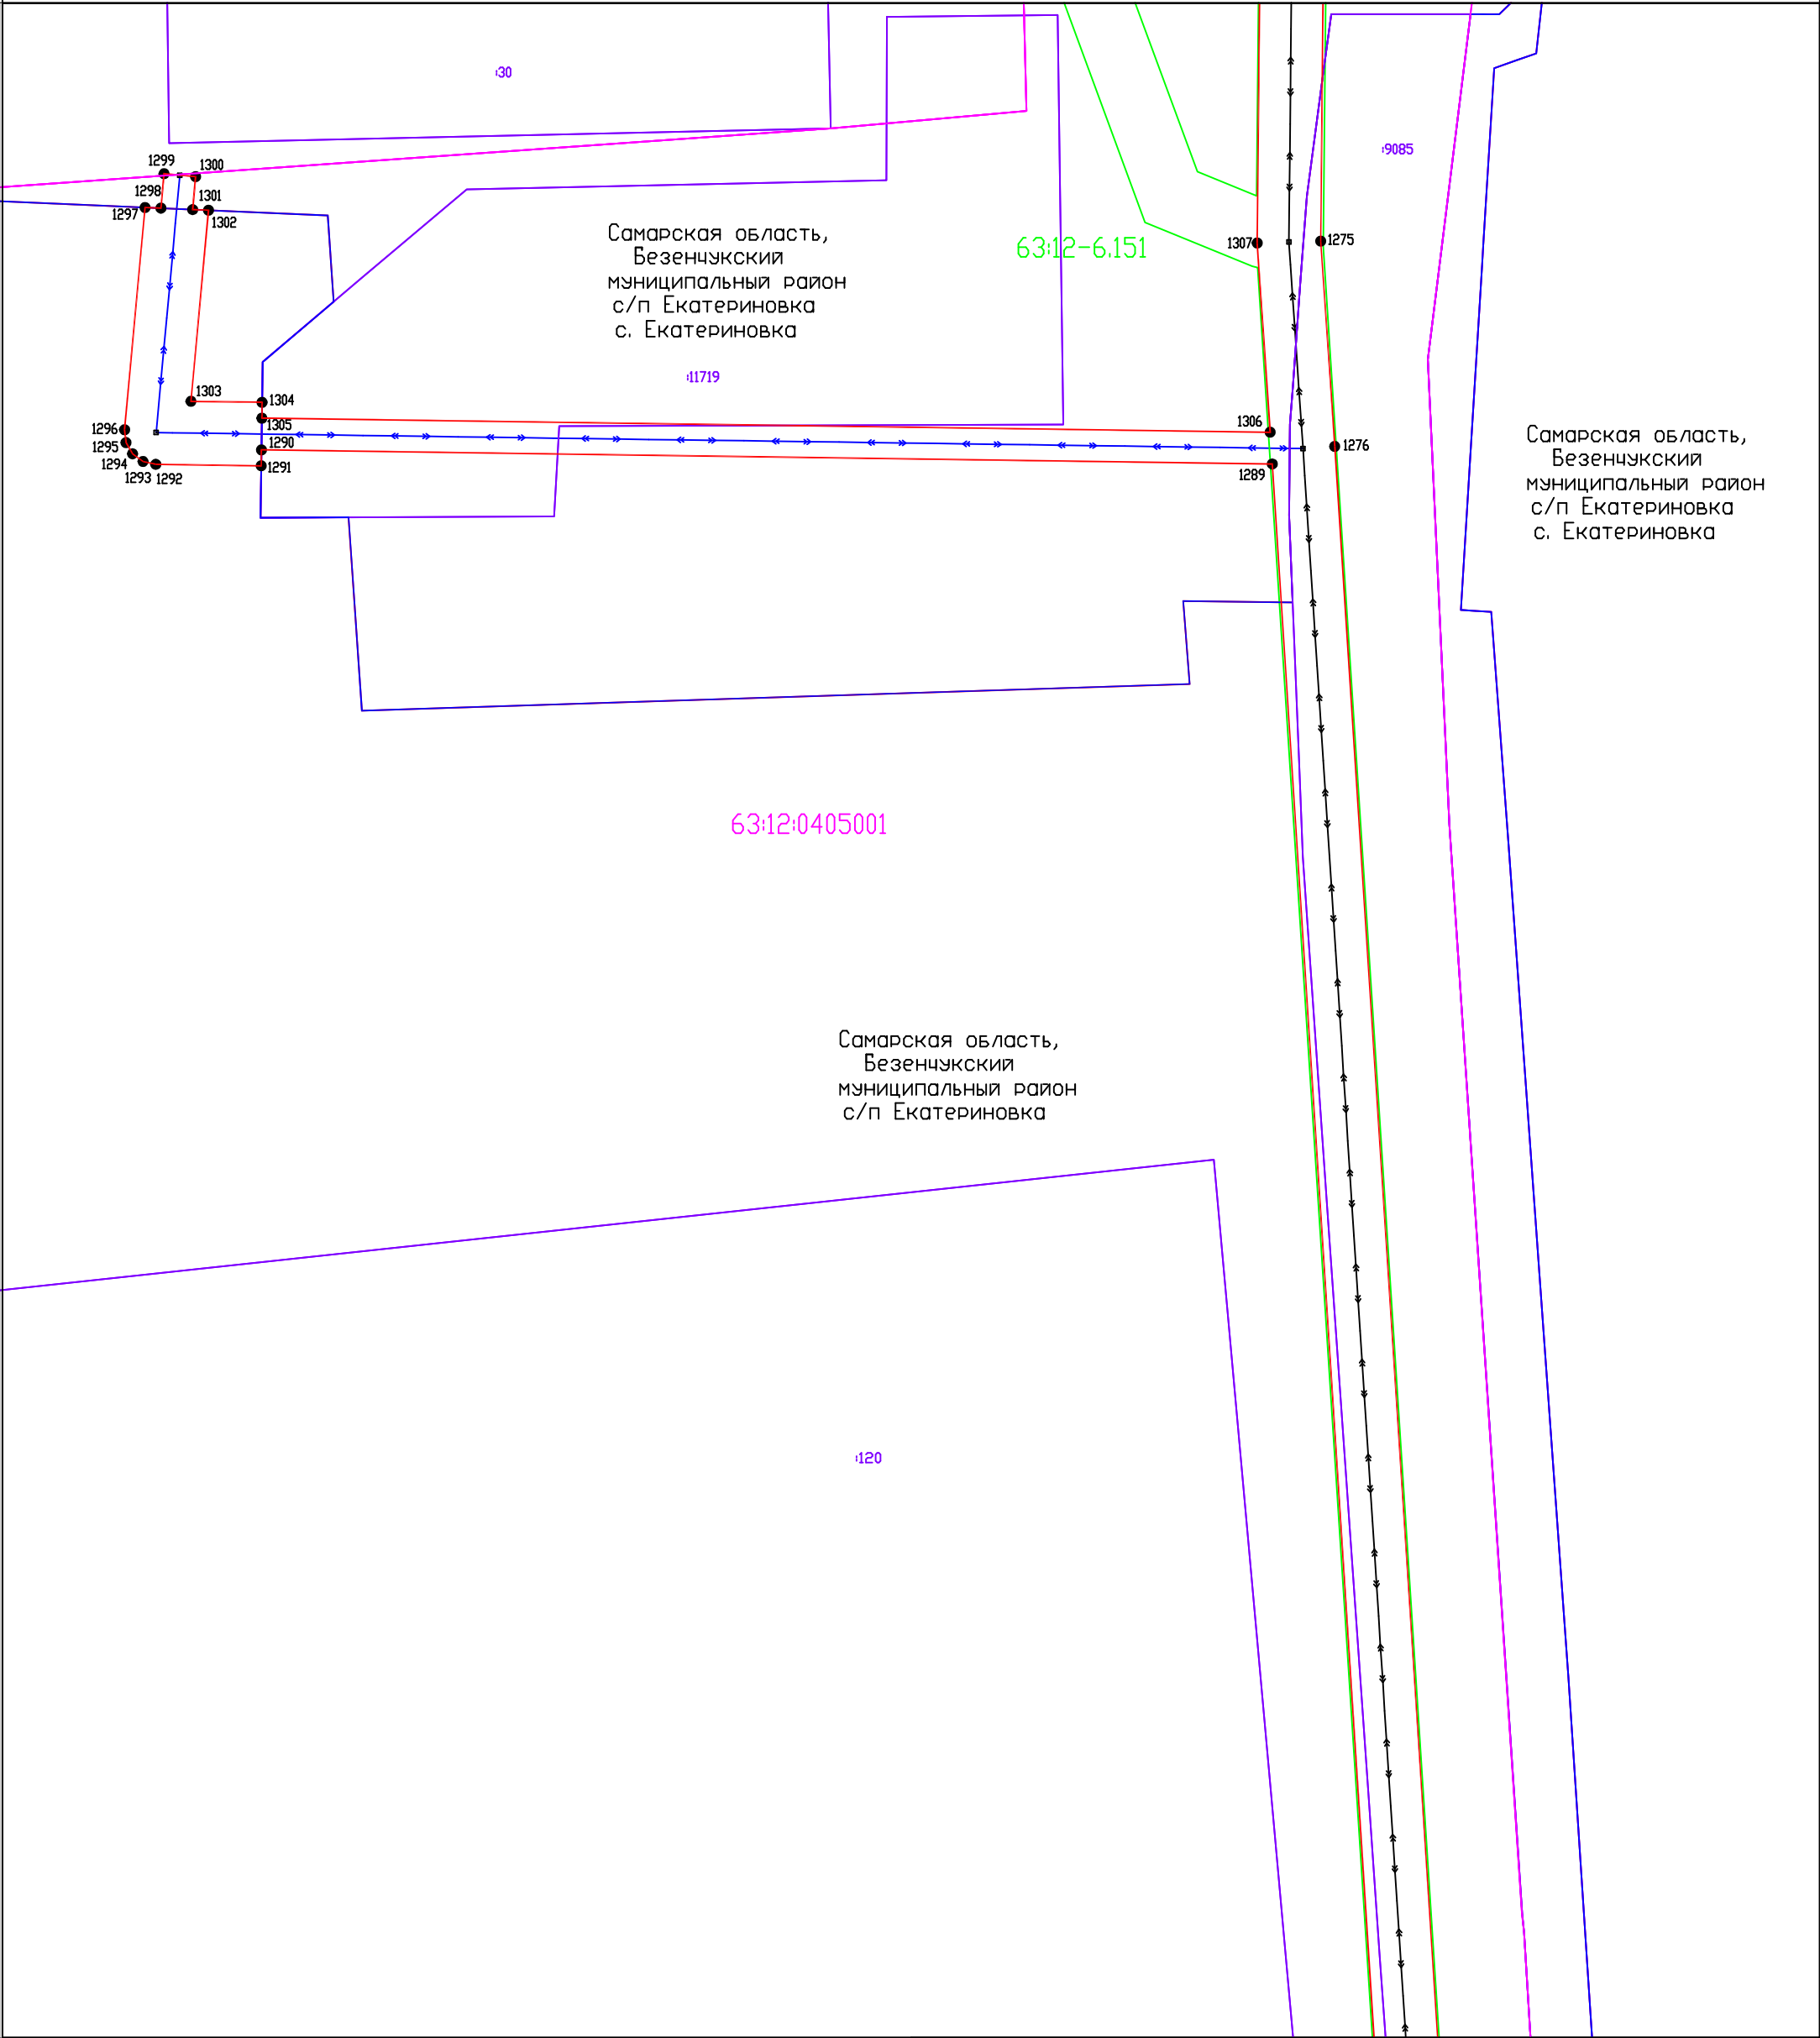 :30
:9085
1299
1300
1298
1301
1297
1302
Самарская область,
Безенчукский
муниципальный район
с/п Екатериновка
с. Екатериновка
63:12-6.151
1307
1275
:11719
1303
1304
1305
1306
1296
1295
1290
1276
1294
1291
1293
1292
1289
Самарская область,
Безенчукский
муниципальный район
с/п Екатериновка
с. Екатериновка
63:12:0405001
Самарская область,
Безенчукский
муниципальный район
с/п Екатериновка
:120